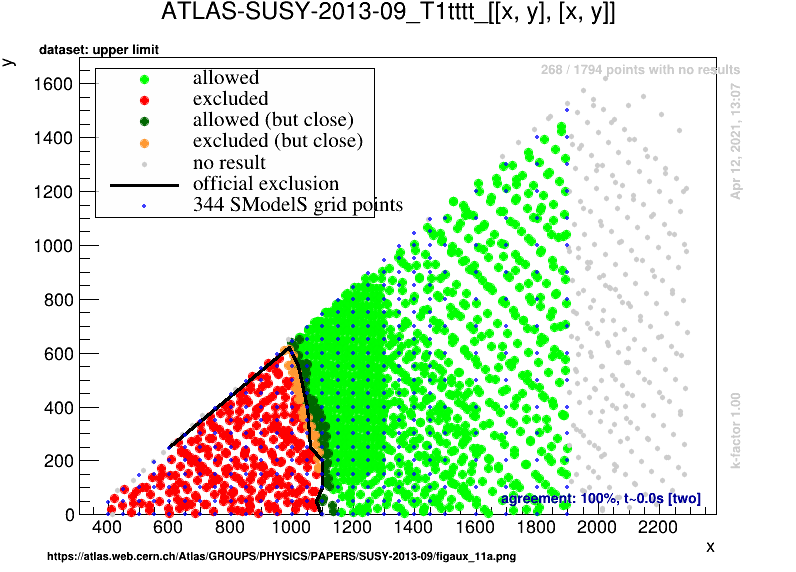 ATLAS-SUSY-2013-09_T1tttt_[[x, y], [x, y]]
dataset: upper limit
y
268 / 1794 points with no results
allowed
excluded
allowed (but close)
excluded (but close)
no result
official exclusion
344 SModelS grid points
Apr 12, 2021, 13:07
k-factor 1.00
1600
1400
1200
1000
800
600
400
200
0
agreement: 100%, t~0.0s [two]
400 600 800 1000 1200 1400 1600 1800 2000 2200
x
https://atlas.web.cern.ch/Atlas/GROUPS/PHYSICS/PAPERS/SUSY-2013-09/figaux_11a.png